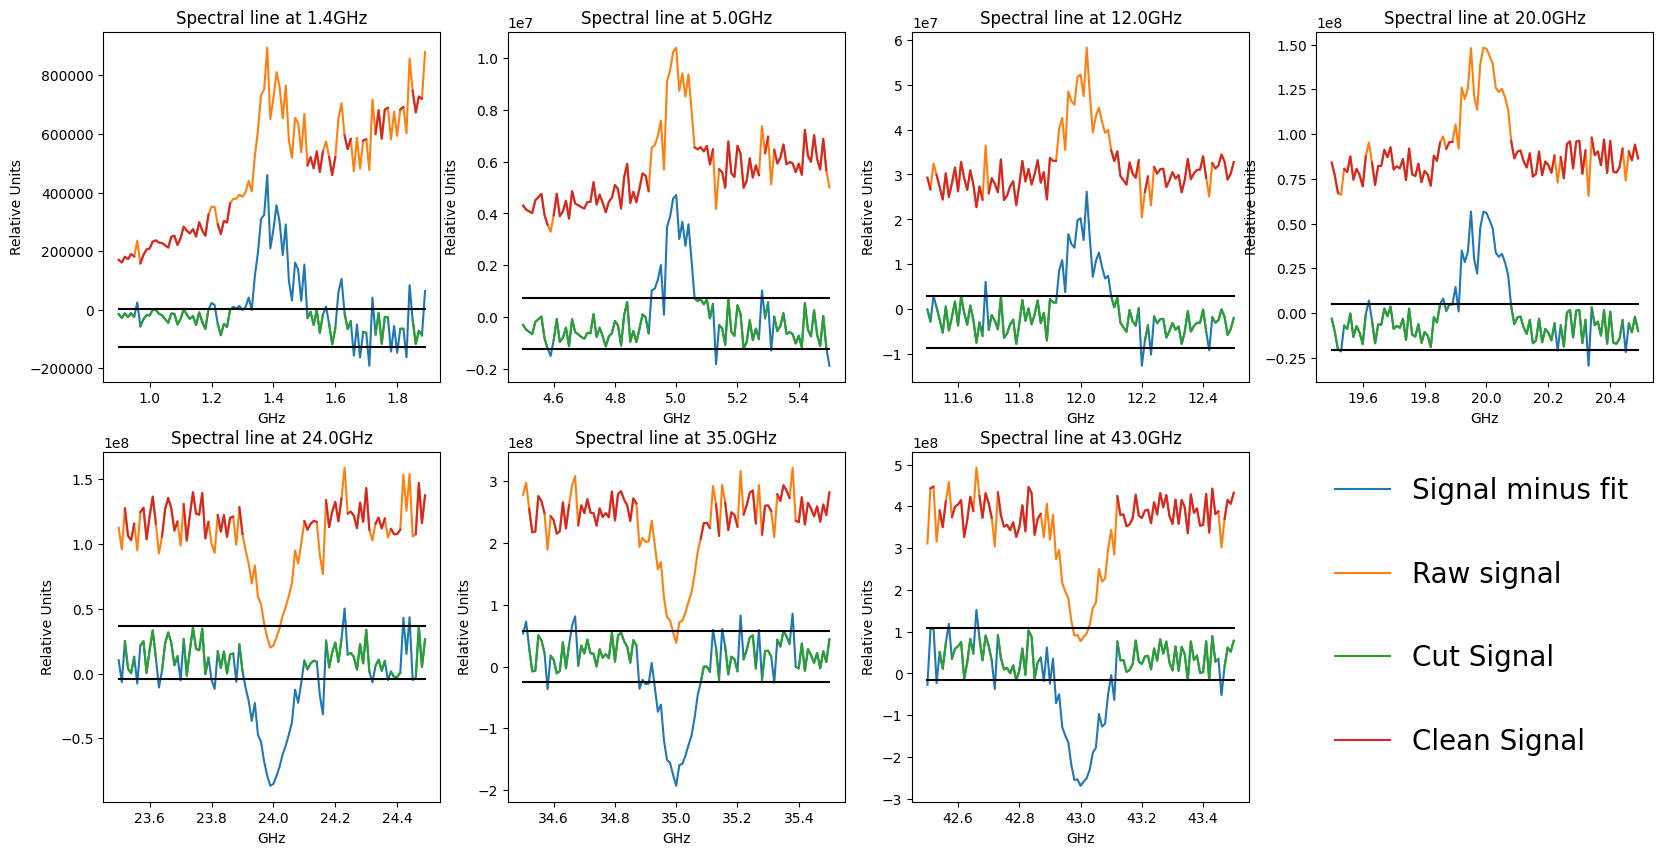 Spectral line at 1.4GHz
Relative Units
800000
600000
400000
200000
0
−200000
1.0 1.2 1.4 1.6 1.8
GHz
Spectral line at 5.0GHz
1e7
Relative Units
1.0
0.8
0.6
0.4
0.2
0.0
−0.2
4.6 4.8 5.0 5.2 5.4
GHz
Spectral line at 12.0GHz
1e7
Relative Units
6
5
4
3
2
1
0
−1
11.6 11.8 12.0 12.2 12.4
GHz
Spectral line at 20.0GHz
1e8
Relative Units
1.50
1.25
1.00
0.75
0.50
0.25
0.00
−0.25
19.6 19.8 20.0 20.2 20.4
GHz
Spectral line at 24.0GHz
1e8
Relative Units
1.5
1.0
0.5
0.0
−0.5
23.6 23.8 24.0 24.2 24.4
GHz
Spectral line at 35.0GHz
1e8
Relative Units
3
2
1
0
−1
−2
34.6 34.8 35.0 35.2 35.4
GHz
Spectral line at 43.0GHz
1e8
Relative Units
5
4
3
2
1
0
−1
−2
−3
42.6 42.8 43.0 43.2 43.4
GHz
Signal minus fit
Raw signal
Cut Signal
Clean Signal